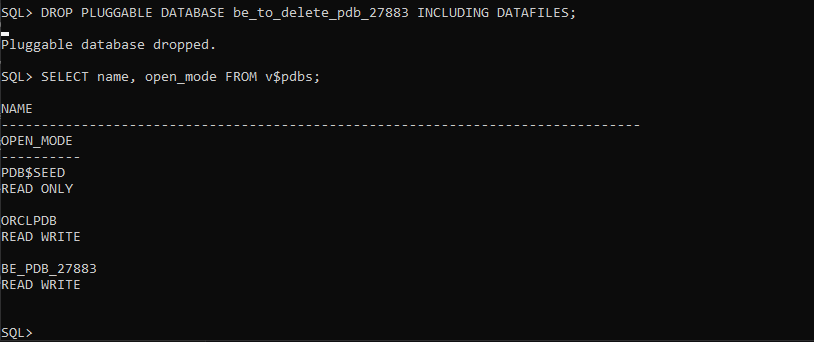 SQL> DROP PLUGGABLE DATABASE be_to_delete_pdb_27883 INCLUDING DATAFILES;
Pluggable database dropped.
SQL> SELECT name, open_mode FROM v$pdbs;
NAME
--------------------------------------------------------------------------------
OPEN_MODE
----------
PDB$SEED
READ ONLY
ORCLPDB
READ WRITE
BE_PDB_27883
READ WRITE
SQL>